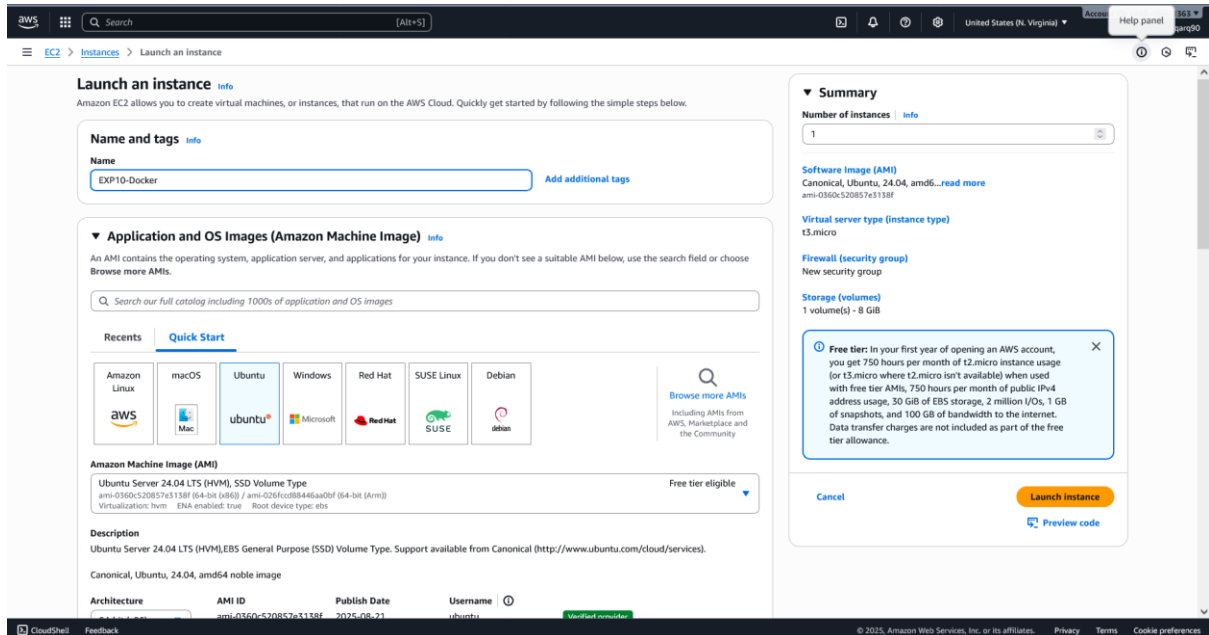 aws
Search [Alt+S]
United States (N. Virginia) ▼
Help panel
EC2 > Instances > Launch an instance
Launch an instance Info
Amazon EC2 allows you to create virtual machines, or instances, that run on the AWS Cloud. Quickly get started by following the simple steps below.
Name and tags Info
Name
EXP10-Docker
Add additional tags
▼ Application and OS Images (Amazon Machine Image) Info
An AMI contains the operating system, application server, and applications for your instance. If you don't see a suitable AMI below, use the search field or choose
Browse more AMIs.
Search our full catalog including 1000s of application and OS images
Recents Quick Start
Amazon Linux
aws
macOS
Mac
Ubuntu
ubuntu®
Windows
Microsoft
Red Hat
Red Hat
SUSE Linux
SUSE
Debian
debian
Browse more AMIs
Including AMIs from
AWS, Marketplace and
the Community
Amazon Machine Image (AMI)
Ubuntu Server 24.04 LTS (HVM), SSD Volume Type
Free tier eligible
ami-0360c520857e3138f (64-bit (x86)) / ami-026fccd88446aa0bf (64-bit (Arm))
Virtualization: hvm ENA enabled: true Root device type: ebs
Description
Ubuntu Server 24.04 LTS (HVM),EBS General Purpose (SSD) Volume Type. Support available from Canonical (http://www.ubuntu.com/cloud/services).
Canonical, Ubuntu, 24.04, amd64 noble image
Architecture AMI ID Publish Date Username
ami-0360c520857e3138f 2025-08-21 ubuntu Verified provider
▼ Summary
Number of instances Info
1
Software Image (AMI)
Canonical, Ubuntu, 24.04, amd6...read more
ami-0360c520857e3138f
Virtual server type (instance type)
t3.micro
Firewall (security group)
New security group
Storage (volumes)
1 volume(s) - 8 GiB
Free tier: In your first year of opening an AWS account,
you get 750 hours per month of t2.micro instance usage
(or t3.micro where t2.micro isn't available) when used
with free tier AMIs, 750 hours per month of public IPv4
address usage, 30 GiB of EBS storage, 2 million I/Os, 1 GB
of snapshots, and 100 GB of bandwidth to the internet.
Data transfer charges are not included as part of the free
tier allowance.
Cancel
Launch instance
Preview code
CloudShell Feedback
© 2025, Amazon Web Services, Inc. or its affiliates. Privacy Terms Cookie preferences